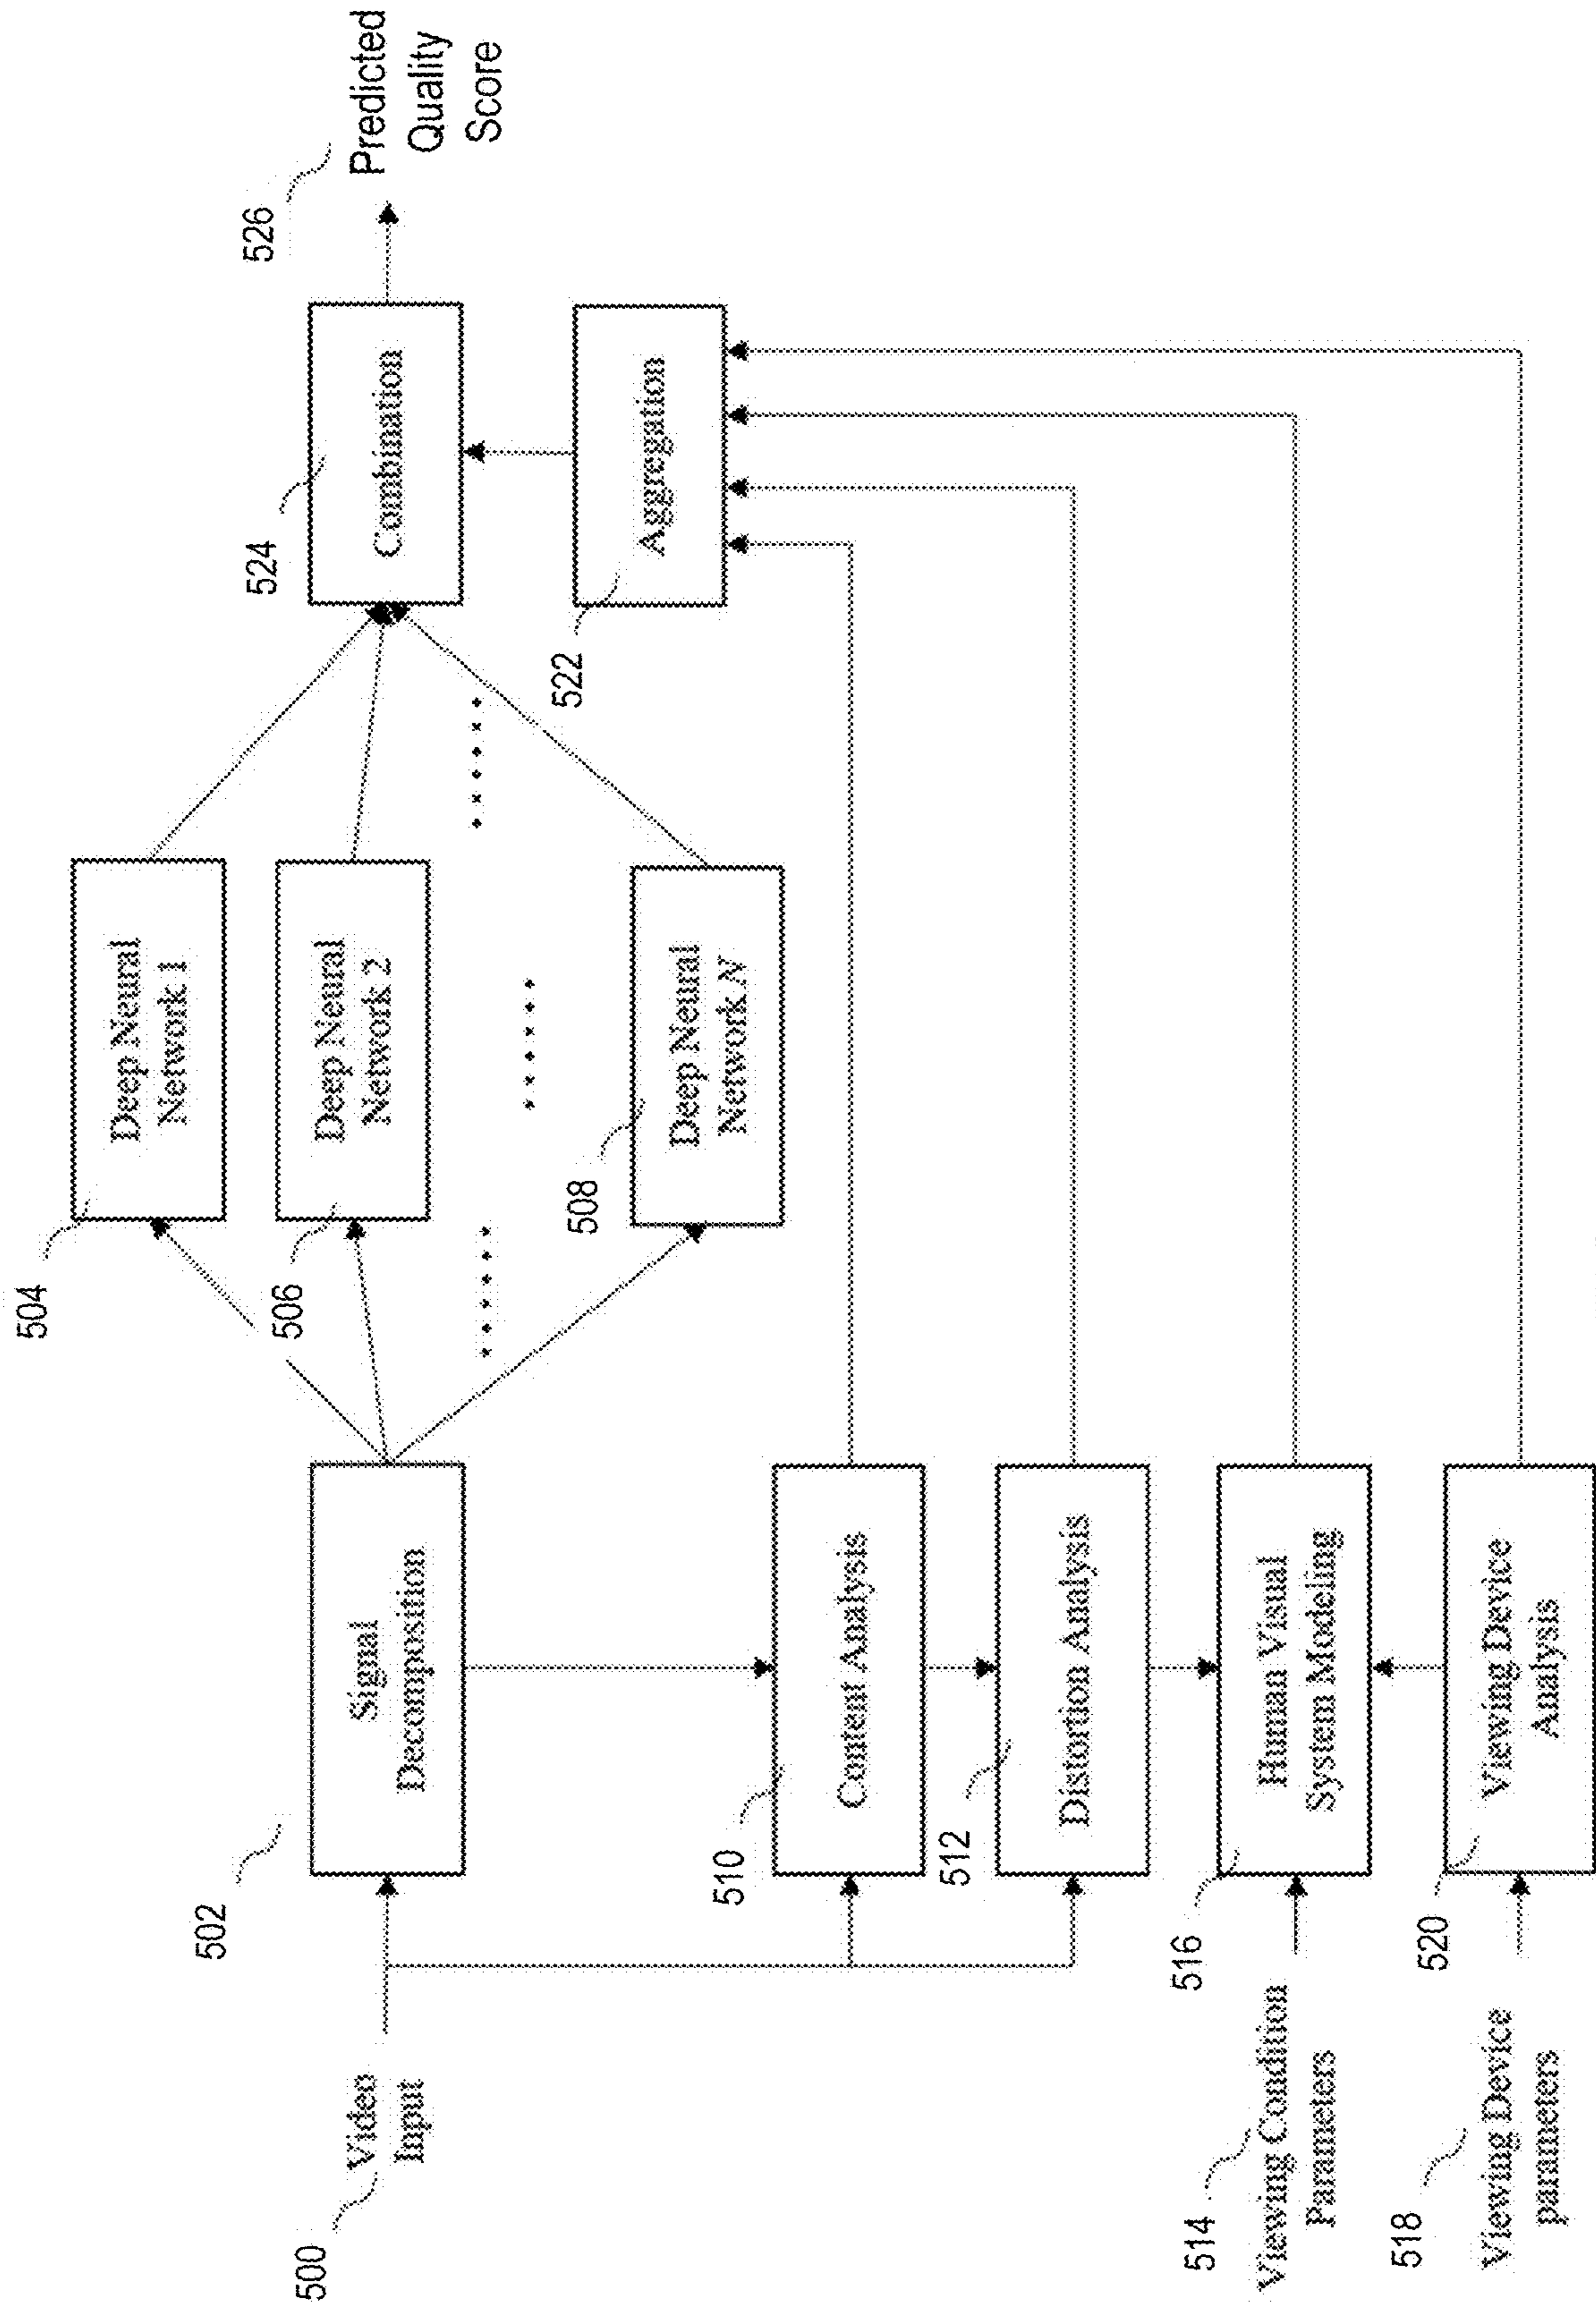 500
Video
Input
502
Signal
Decomposition
504
Deep Neural
Network 1
506
Deep Neural
Network 2
508
Deep Neural
Network N
524
Combination
526
Predicted
Quality
Score
522
Aggregation
510
Content Analysis
512
Distortion Analysis
514
Viewing Condition
Parameters
516
Human Visual
System Modeling
518
Viewing Device
parameters
520
Viewing Device
Analysis